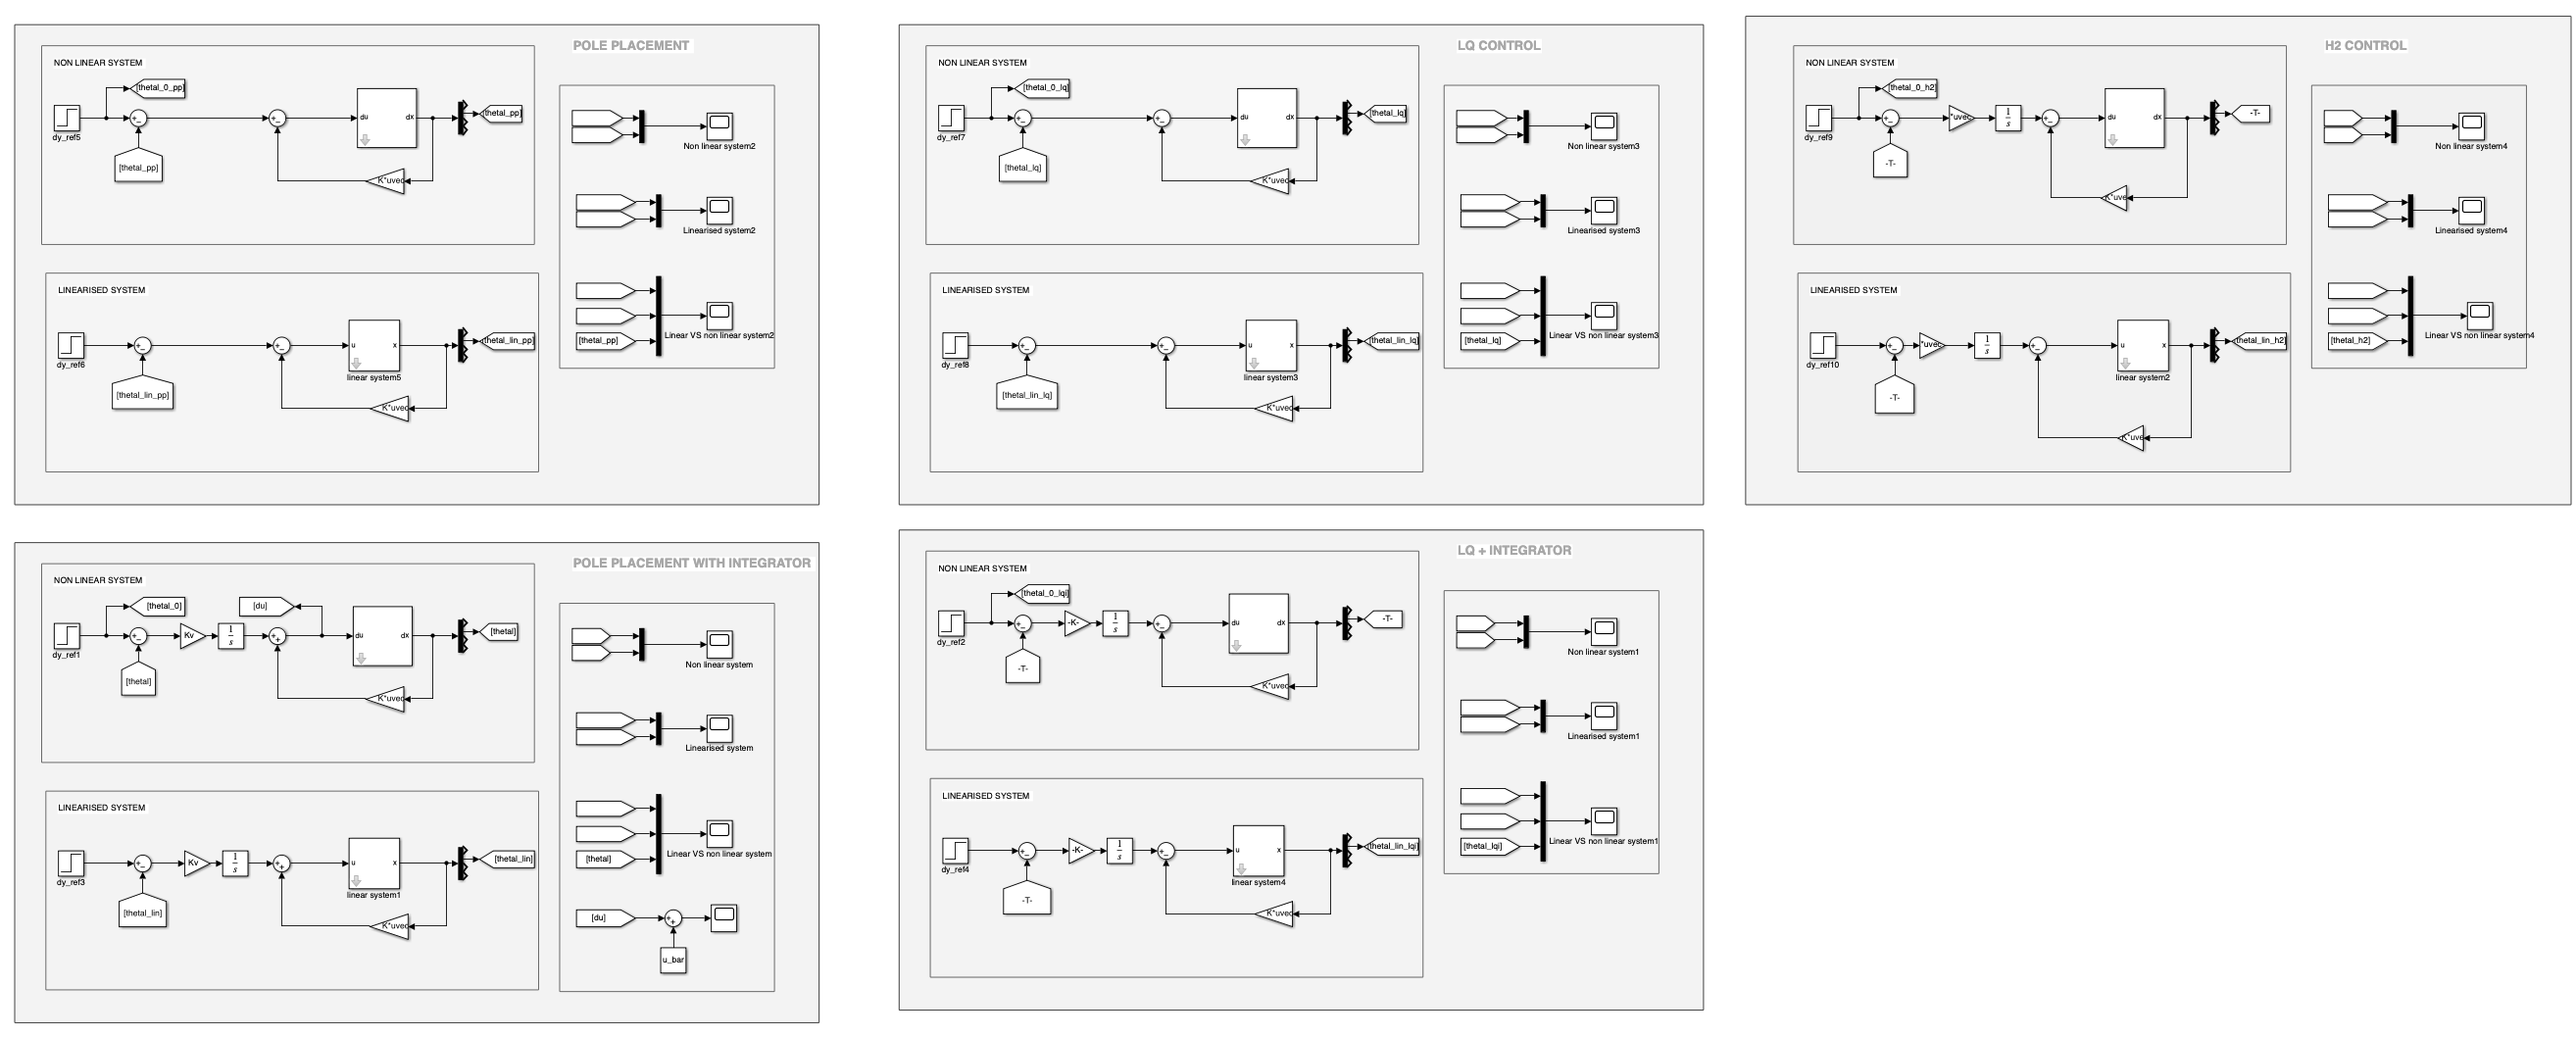 POLE PLACEMENT
NON LINEAR SYSTEM
[thetal_0_pp]
dy_ref5
+_
[thetal_pp]
+_
du
dx
K*uvec
[thetal_pp]
Non linear system2
Linearised system2
[thetal_pp]
Linear VS non linear system2
LINEARISED SYSTEM
dy_ref6
+_
[thetal_lin_pp]
+_
u
x
linear system5
K*uvec
[thetal_lin_pp]
LQ CONTROL
NON LINEAR SYSTEM
[thetal_0_lq]
dy_ref7
+_
[thetal_lq]
+_
du
dx
K*uvec
[thetal_lq]
Non linear system3
Linearised system3
[thetal_lq]
Linear VS non linear system3
LINEARISED SYSTEM
dy_ref8
+_
[thetal_lin_lq]
+_
u
x
linear system3
K*uvec
[thetal_lin_lq]
H2 CONTROL
NON LINEAR SYSTEM
[thetal_0_h2]
dy_ref9
+_
-T-
*uvec
1
s
+_
du
dx
K*uve
-T-
Non linear system4
Linearised system4
[thetal_h2]
Linear VS non linear system4
LINEARISED SYSTEM
dy_ref10
+_
-T-
*uvec
1
s
+_
u
x
linear system2
K*uve
[thetal_lin_h2]
POLE PLACEMENT WITH INTEGRATOR
NON LINEAR SYSTEM
[thetal_0]
[du]
dy_ref1
+_
[thetal]
Kv
1
s
+
+
du
dx
K*uvec
[thetal]
Non linear system
Linearised system
[thetal]
Linear VS non linear system
[du]
+
+
u_bar
LINEARISED SYSTEM
dy_ref3
+_
[thetal_lin]
Kv
1
s
+
+
u
x
linear system1
K*uvec
[thetal_lin]
LQ + INTEGRATOR
NON LINEAR SYSTEM
[thetal_0_lqi]
dy_ref2
+_
-T-
-K-
1
s
+_
du
dx
K*uvec
-T-
Non linear system1
Linearised system1
[thetal_lqi]
Linear VS non linear system1
LINEARISED SYSTEM
dy_ref4
+_
-T-
-K-
1
s
+_
u
x
linear system4
K*uvec
[thetal_lin_lqi]